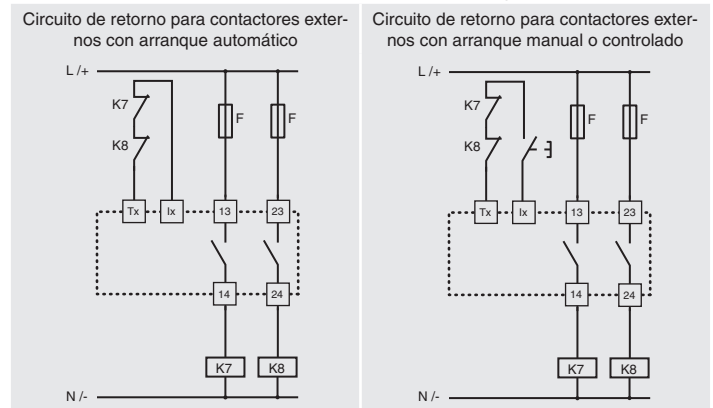 Circuito de retorno para contactores exter-
nos con arranque automático
L /+
K7
F
F
K8
Tx
Ix
13
23
14
24
K7
K8
N /-
Circuito de retorno para contactores exter-
nos con arranque manual o controlado
L /+
K7
F
F
K8
Tx
Ix
13
23
14
24
K7
K8
N /-